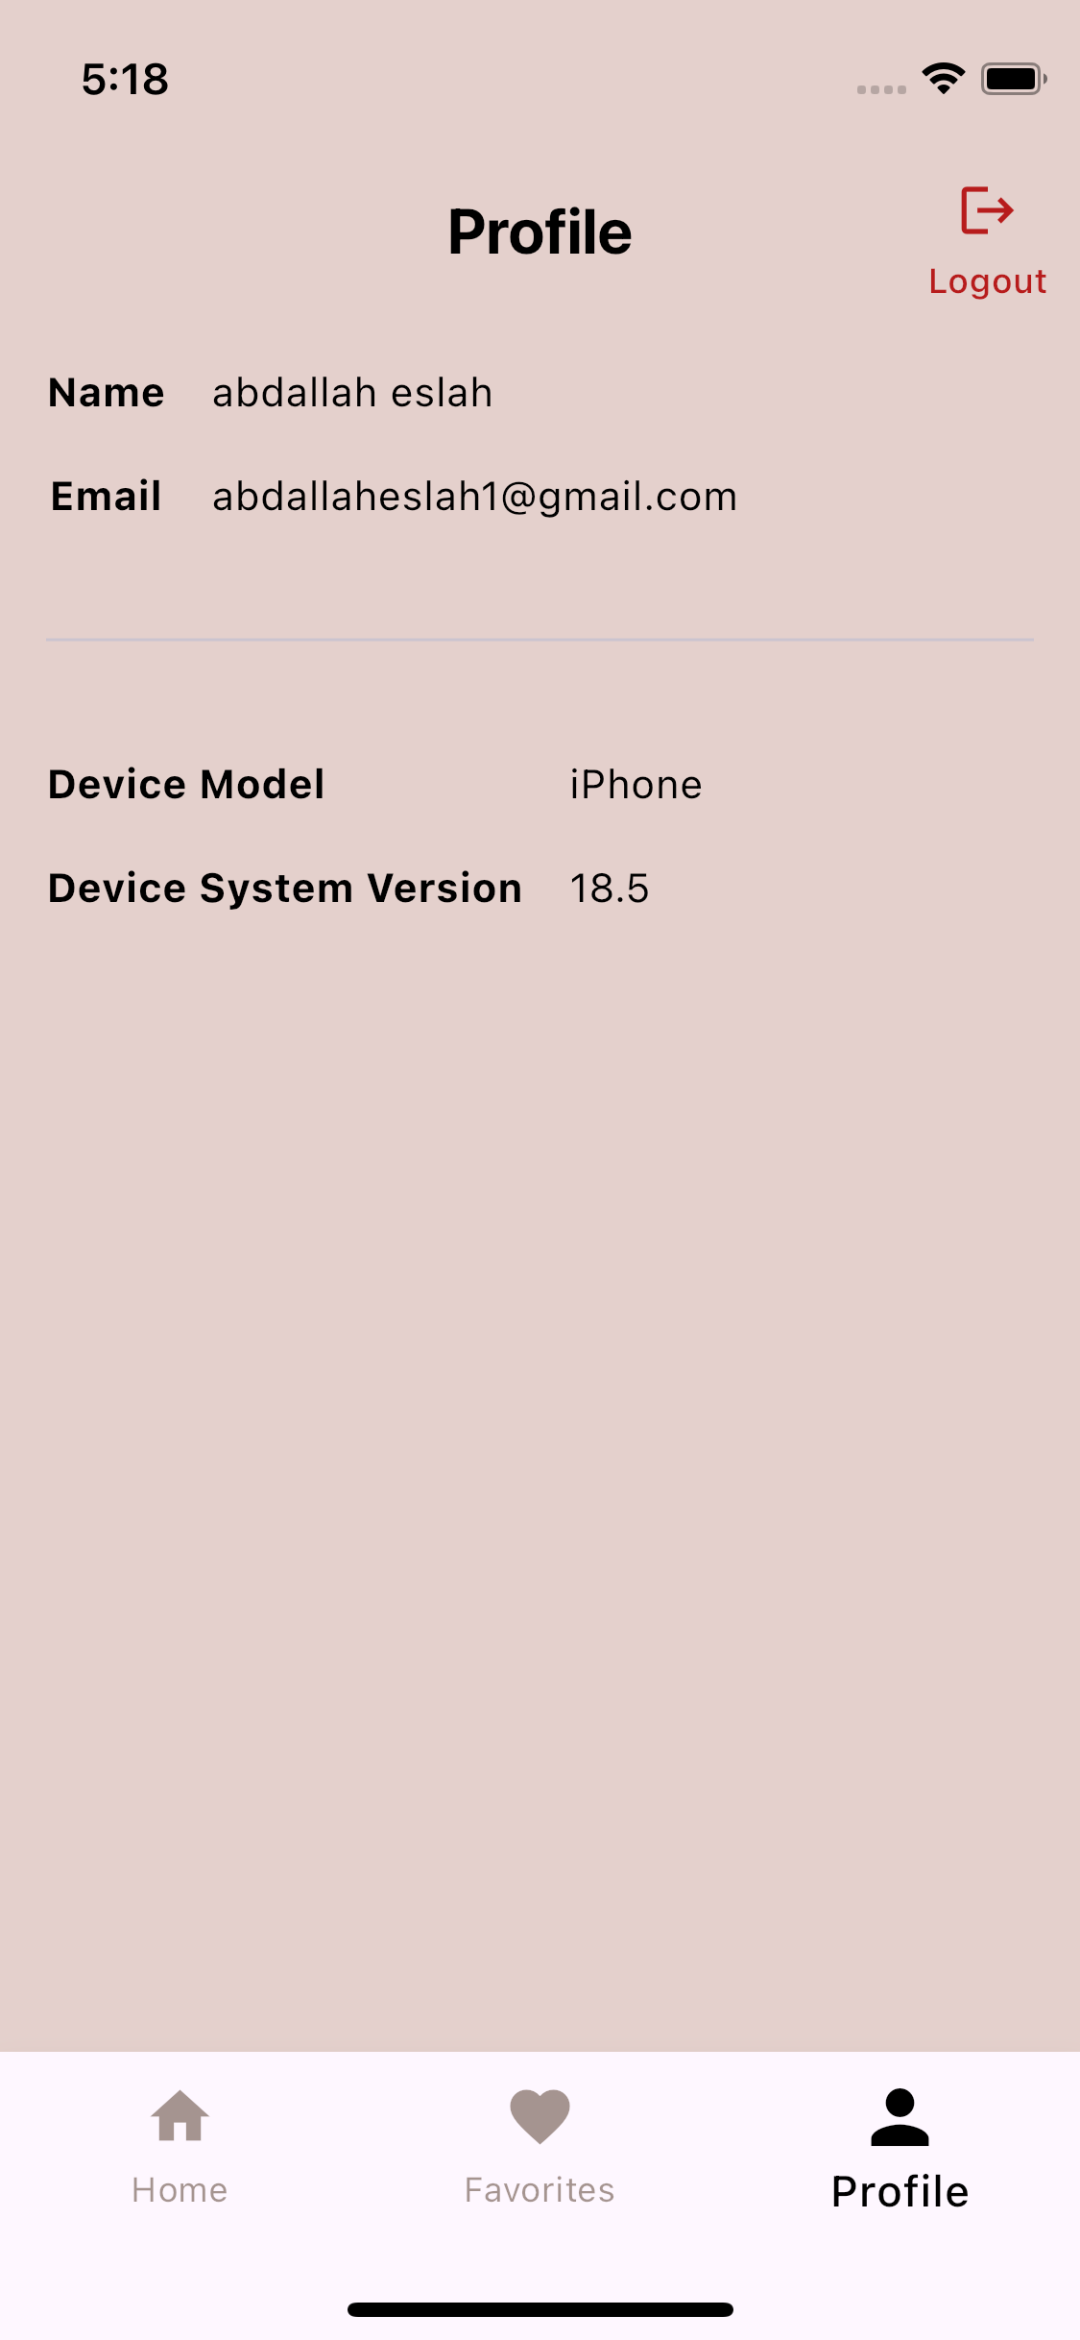 5:18
Profile
Logout
Name abdallah eslah
Email abdallaheslah1@gmail.com
Device Model iPhone
Device System Version 18.5
Home Favorites Profile